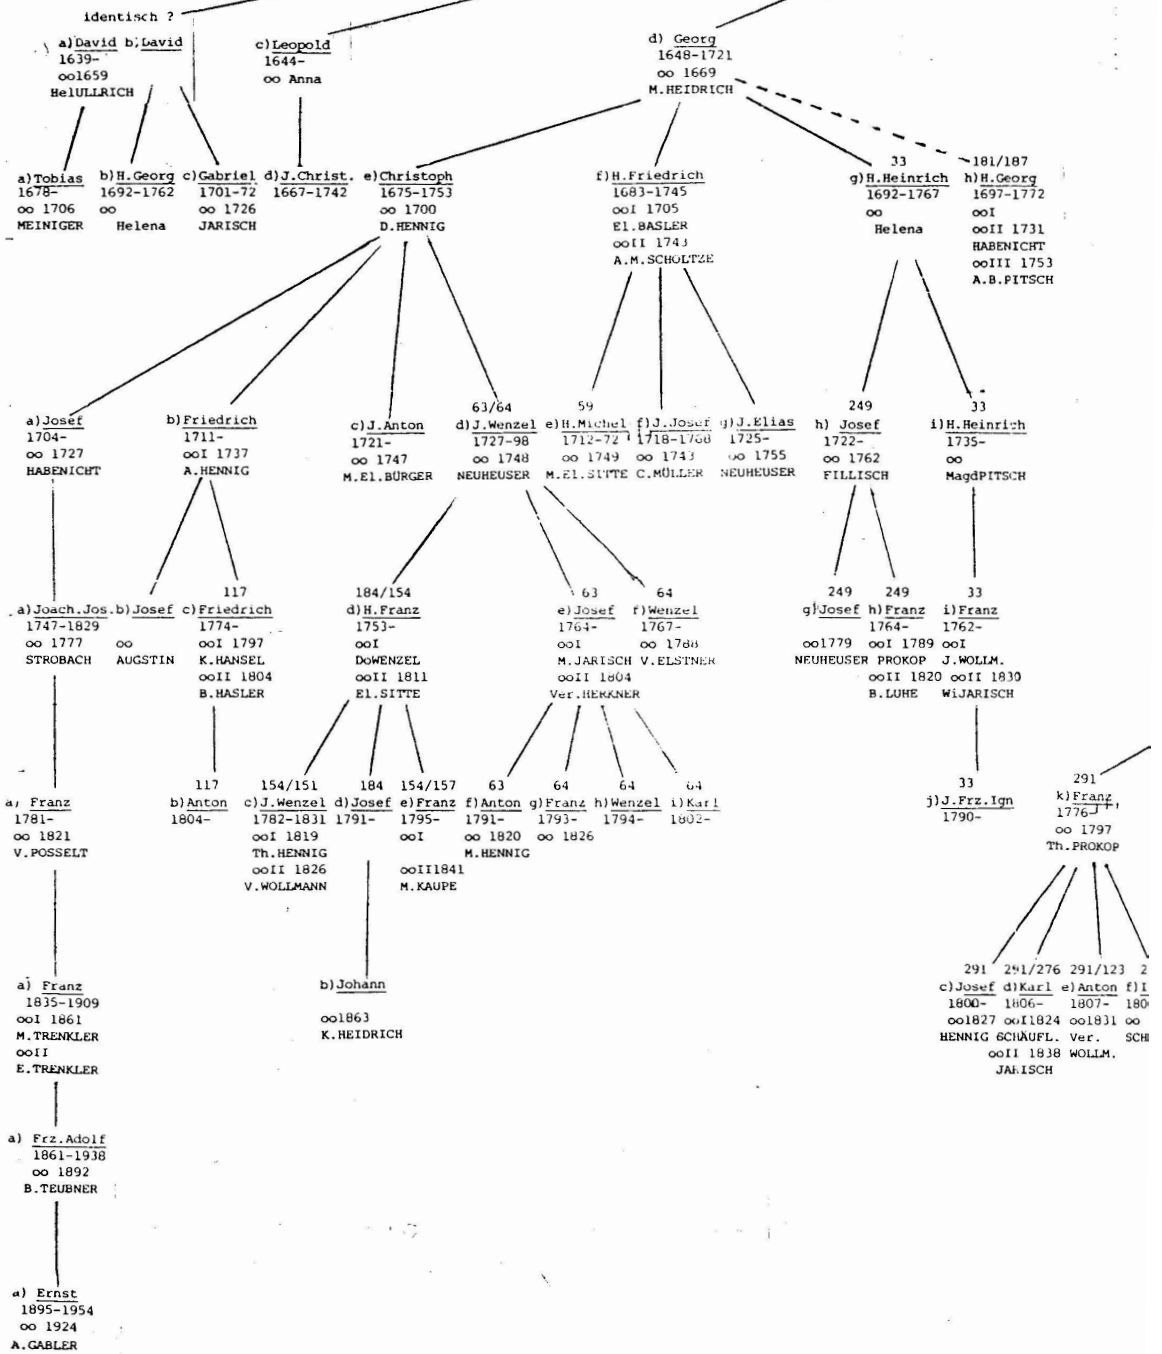 identisch ?
a) David b) David
1639-
oo1659
HelULLRICH
c) Leopold
1644-
oo Anna
d) Georg
1648-1721
oo 1669
M.HEIDRICH
a) Tobias
1678-
oo 1706
MEINIGER
b) H.Georg
1692-1762
oo
Helena
c) Gabriel
1701-72
oo 1726
JARISCH
d) J.Christ.
1667-1742
e) Christoph
1675-1753
oo 1700
D.HENNIG
f) H.Friedrich
1683-1745
ooI 1705
El.BASLER
ooII 1743
A.M.SCHOLTZE
33
g) H.Heinrich
1692-1767
oo
Helena
181/187
h) H.Georg
1697-1772
ooI
ooII 1731
HABENICHT
ooIII 1753
A.B.PITSCH
a) Josef
1704-
oo 1727
HABENICHT
b) Friedrich
1711-
ooI 1737
A.HENNIG
c) J.Anton
1721-
oo 1747
M.El.BÜRGER
63/64
d) J.Wenzel
1727-98
oo 1748
NEUHEUSER
59
e) H.Michel
1712-72
oo 1749
M.El.SITTE
f) J.Josef
1718-1768
oo 1743
C.MÜLLER
g) J.Elias
1725-
oo 1755
NEUHEUSER
249
h) Josef
1722-
oo 1762
FILLISCH
33
i) H.Heinrich
1735-
oo
MagdPITSCH
a) Joach.Jos.
1747-1829
oo 1777
STROBACH
b) Josef
oo
AUGSTIN
117
c) Friedrich
1774-
ooI 1797
K.HANSEL
ooII 1804
B.HASLER
184/154
d) H.Franz
1753-
ooI
DoWENZEL
ooII 1811
El.SITTE
63
e) Josef
1764-
ooI
M.JARISCH
ooII 1804
Ver.HERKNER
64
f) Wenzel
1767-
oo 1788
V.ELSTNER
249
g) Josef
oo1779
NEUHEUSER
249
h) Franz
1764-
ooI 1789
PROKOP
ooII 1820
B.LUHE
33
i) Franz
1762-
ooI
J.WOLLM.
ooII 1830
WiJARISCH
a) Franz
1781-
oo 1821
V.POSSELT
117
b) Anton
1804-
154/151
c) J.Wenzel
1782-1831
ooI 1819
Th.HENNIG
ooII 1826
V.WOLLMANN
184
d) Josef
1791-
154/157
e) Franz
1795-
ooI
ooII1841
M.KAUPE
63
f) Anton
1791-
oo 1820
M.HENNIG
64
g) Franz
1793-
oo 1826
64
h) Wenzel
1794-
64
i) Karl
1802-
33
j) J.Frz.Ign
1790-
291
k) Franz
1776-
oo 1797
Th.PROKOP
a) Franz
1835-1909
ooI 1861
M.TRENKLER
ooII
E.TRENKLER
b) Johann
oo1863
K.HEIDRICH
291
c) Josef
1800-
oo1827
HENNIG
291/276
d) Karl
1806-
ooI1824
SCHÄUFL.
ooII 1838
JARISCH
291/123
e) Anton
1807-
oo1831
Ver.
WOLLM.
2
f) I
180
oo
SCH
a) Frz.Adolf
1861-1938
oo 1892
B.TEUBNER
a) Ernst
1895-1954
oo 1924
A.GABLER